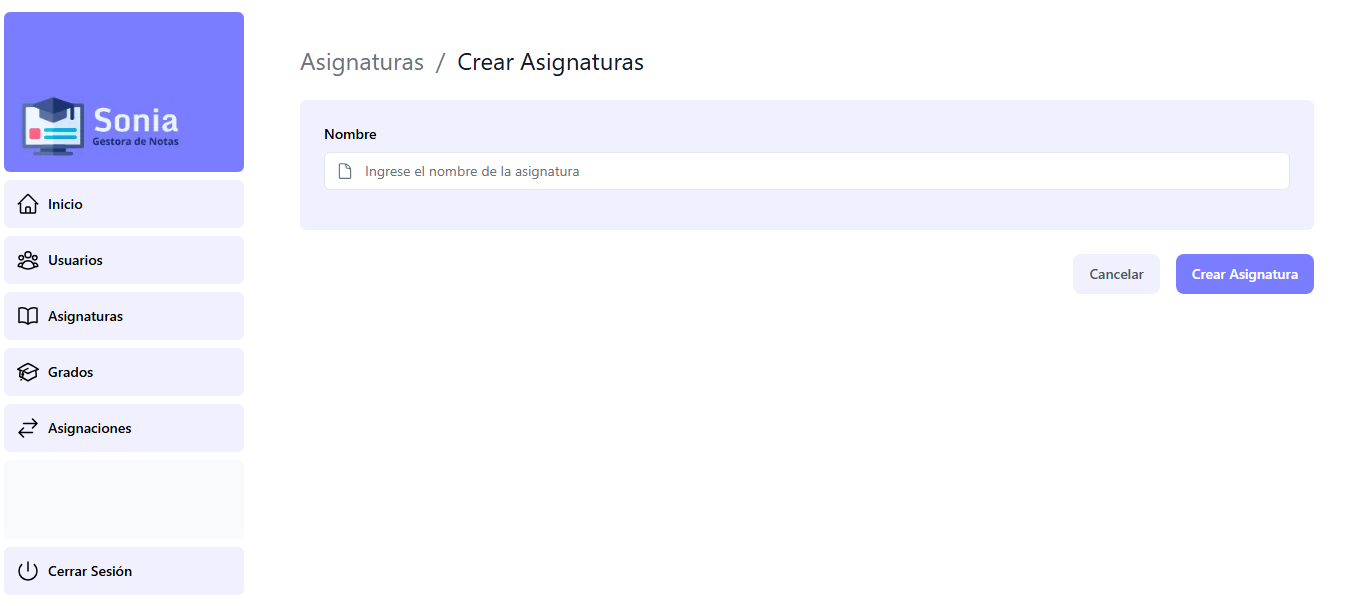 Sonia
Gestora de Notas
Inicio
Usuarios
Asignaturas
Grados
Asignaciones
Cerrar Sesión
Asignaturas / Crear Asignaturas
Nombre
Ingrese el nombre de la asignatura
Cancelar
Crear Asignatura